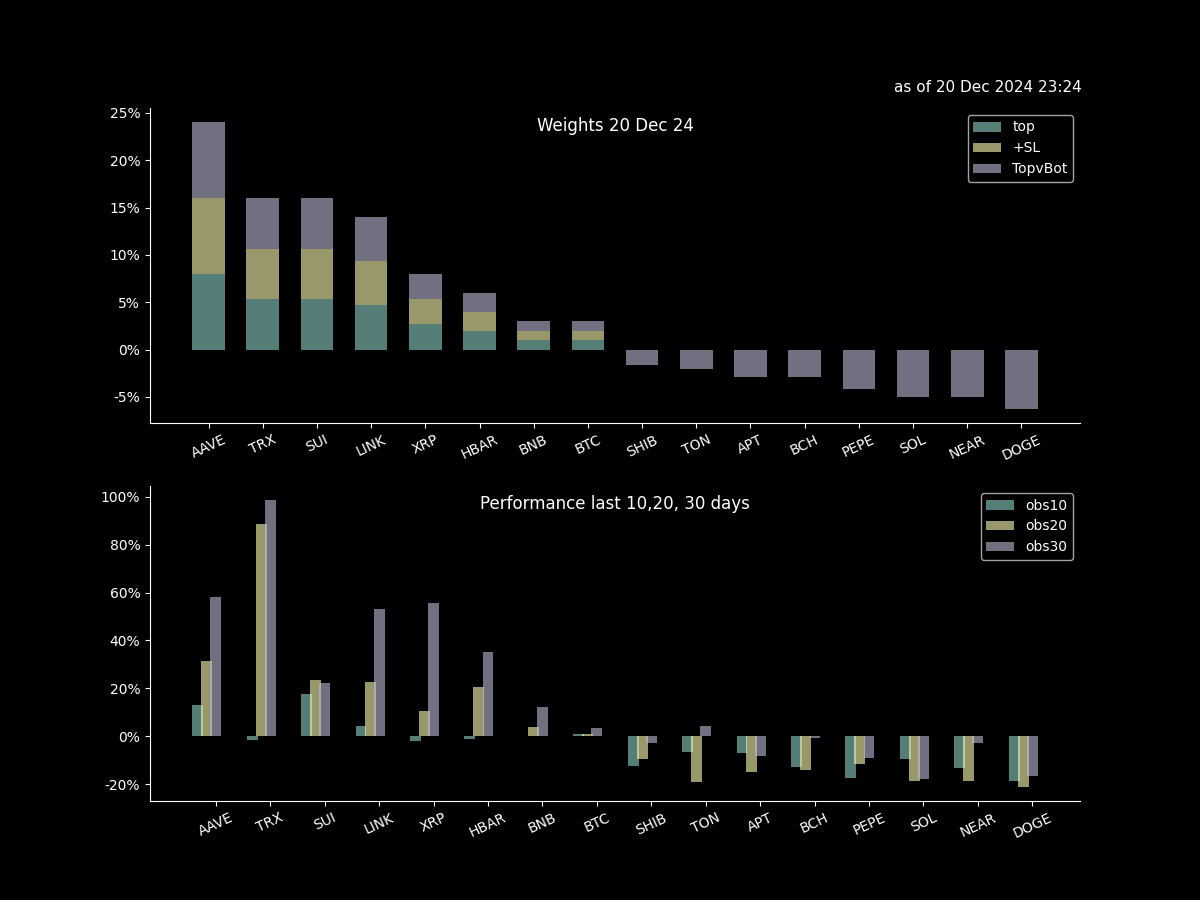 as of 20 Dec 2024 23:24
Weights 20 Dec 24
top
+SL
TopvBot
25%
20%
15%
10%
5%
0%
-5%
AAVE TRX SUI LINK XRP HBAR BNB BTC SHIB TON APT BCH PEPE SOL NEAR DOGE
Performance last 10,20, 30 days
obs10
obs20
obs30
100%
80%
60%
40%
20%
0%
-20%
AAVE TRX SUI LINK XRP HBAR BNB BTC SHIB TON APT BCH PEPE SOL NEAR DOGE